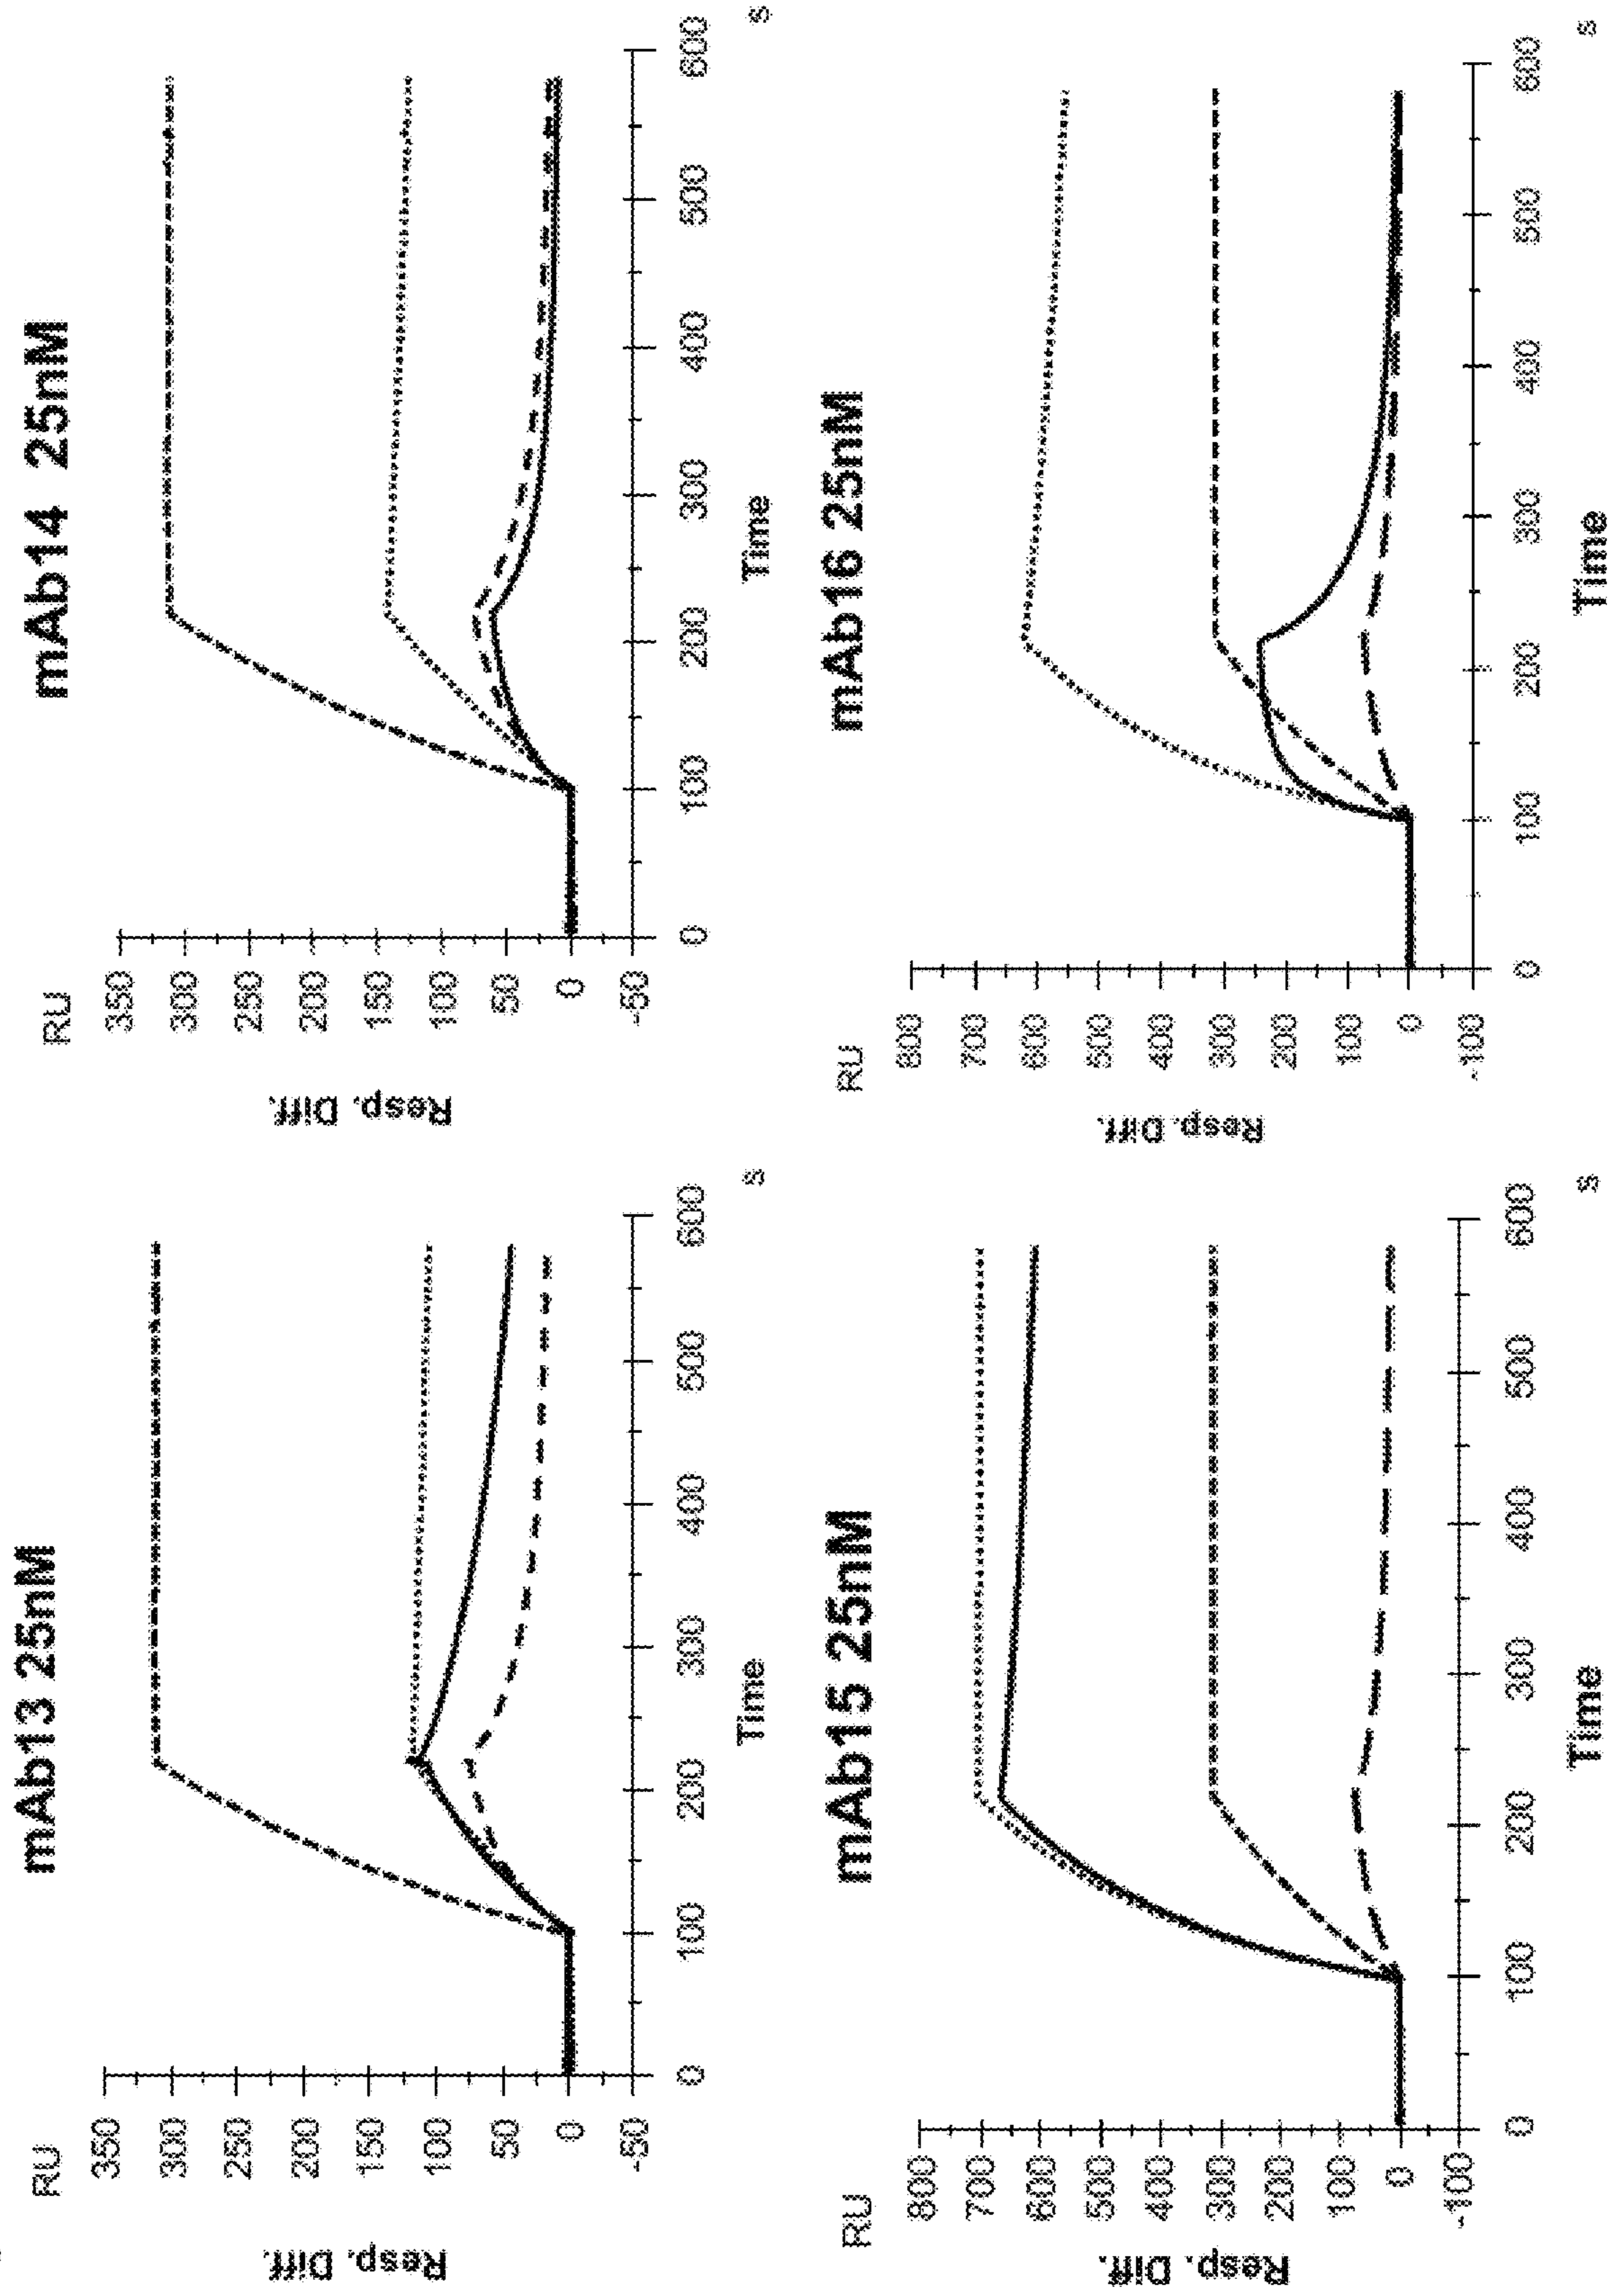 mAb13 25nM
RU
350
300
250
200
150
100
50
0
-50
Resp. Diff.
0 100 200 300 400 500 600
Time
s
mAb14 25nM
RU
350
300
250
200
150
100
50
0
-50
Resp. Diff.
0 100 200 300 400 500 600
Time
s
mAb15 25nM
RU
800
700
600
500
400
300
200
100
0
-100
Resp. Diff.
0 100 200 300 400 500 600
Time
s
mAb16 25nM
RU
800
700
600
500
400
300
200
100
0
-100
Resp. Diff.
0 100 200 300 400 500 600
Time
s